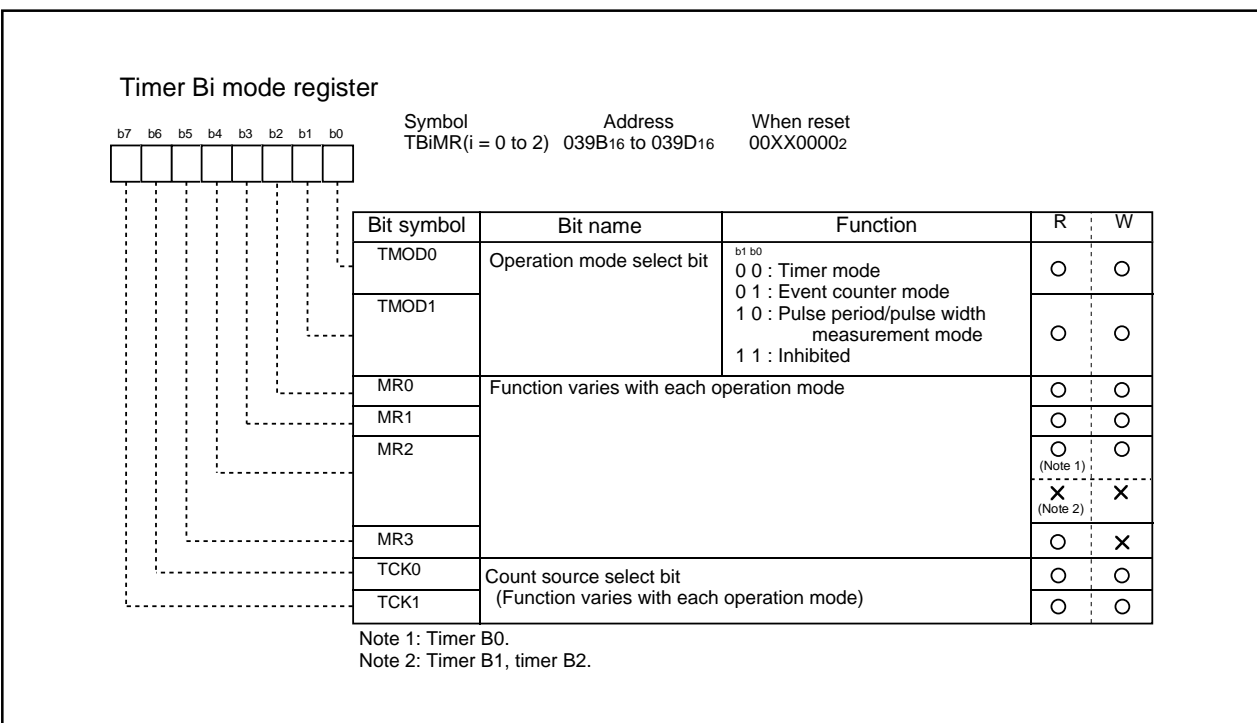 Timer Bi mode register
Symbol Address When reset
TBiMR(i = 0 to 2) 039B16 to 039D16 00XX00002
b7 b6 b5 b4 b3 b2 b1 b0
Bit symbol Bit name Function R W
TMOD0 Operation mode select bit b1 b0
0 0 : Timer mode
0 1 : Event counter mode
TMOD1 1 0 : Pulse period/pulse width
measurement mode
1 1 : Inhibited
MR0 Function varies with each operation mode
MR1
MR2
(Note 1)
(Note 2)
MR3
TCK0 Count source select bit
(Function varies with each operation mode)
TCK1
Note 1: Timer B0.
Note 2: Timer B1, timer B2.